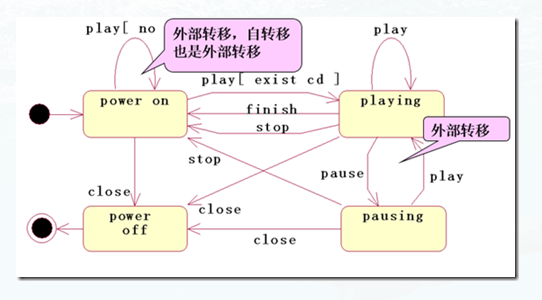 play[ no
外部转移，自转移
也是外部转移
play
play[ exist cd ]
power on
playing
finish
stop
外部转移
stop
pause
play
close
close
power
off
pausing
close